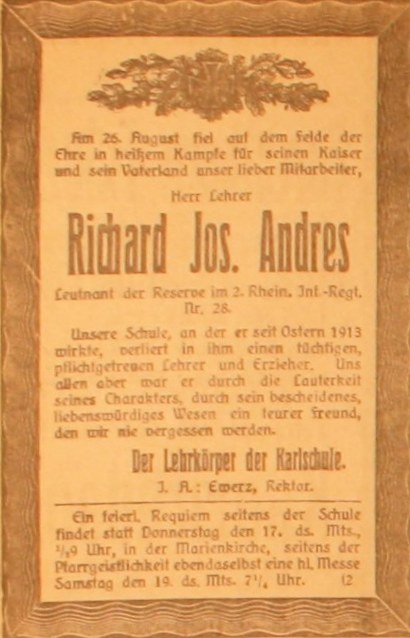 Am 26. August fiel auf dem Felde der
Ehre in heißem Kampfe für seinen Kaiser
und sein Vaterland unser lieber Mitarbeiter,
Herr Lehrer
Richard Jos. Andres
Leutnant der Reserve im 2. Rhein. Inf.-Regt.
Nr. 28.
Unsere Schule, an der er seit Ostern 1913
wirkte, verliert in ihm einen tüchtigen,
pflichtgetreuen Lehrer und Erzieher. Uns
allen aber war er durch die Lauterkeit
seines Charakters, durch sein bescheidenes,
liebenswürdiges Wesen ein teurer Freund,
den wir nie vergessen werden.
Der Lehrkörper der Karlschule.
J. A.: Ewerz, Rektor.
Ein feierl. Requiem seitens der Schule
findet statt Donnerstag den 17. ds. Mts.,
½9 Uhr, in der Marienkirche, seitens der
Pfarrgeistlichkeit ebendaselbst eine hl. Messe
Samstag den 19. ds. Mts. 7¼ Uhr. (2